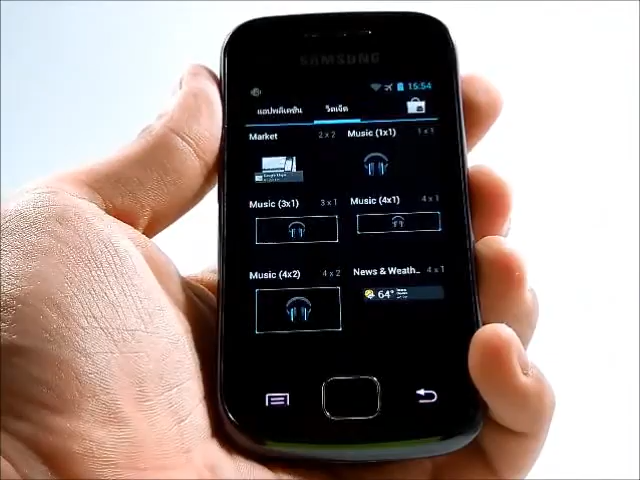 SAMSUNG
15:54
แอปพลิเคชัน วิดเจ็ต
Market 2 x 2 Music (1x1) 1 x 1
Music (3x1) 3 x 1 Music (4x1) 4 x 1
Music (4x2) 4 x 2 News & Weath.. 4 x 1
64°